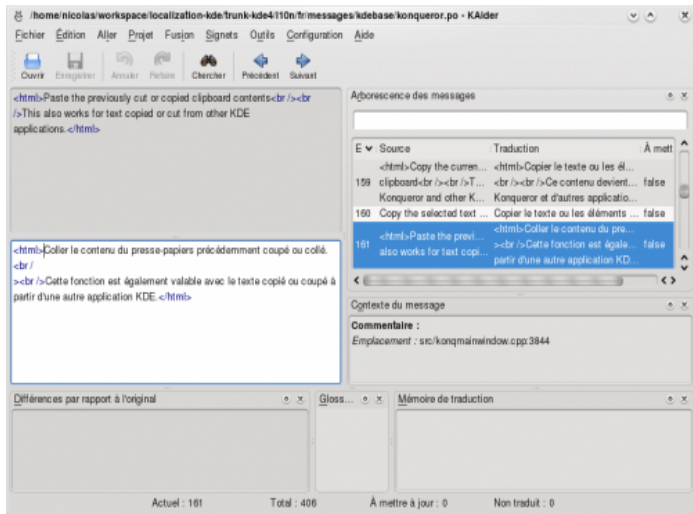 /home/nicolas/workspace/localization-kde/trunk-kde4/l10n/fr/messages/kdebase/konqueror.po - KAider
Fichier Édition Aller Projet Fusion Signets Outils Configuration Aide
Ouvrir Enregistrer Annuler Refaire Chercher Précédent Suivant
<html>Paste the previously cut or copied clipboard contents<br /><br
/>This also works for text copied or cut from other KDE
applications.</html>
<html>Coller le contenu du presse-papiers précédemment coupé ou collé.
<br /
><br />Cette fonction est également valable avec le texte copié ou coupé à
partir d'une autre application KDE.</html>
Arborescence des messages
E Source Traduction À mett
<html>Copy the curren... <html>Copier le texte ou les él...
159 clipboard<br /><br />T... <br /><br />Ce contenu devient... false
Konqueror and other K... Konqueror et d'autres applicatio...
160 Copy the selected text ... Copier le texte ou les éléments ... false
<html>Coller le contenu du pre...
161 <html>Paste the previ... ><br />Cette fonction est égale... false
also works for text copi... partir d'une autre application KD...
Contexte du message
Commentaire :
Emplacement : src/konqmainwindow.cpp:3844
Différences par rapport à l'original
Gloss...
Mémoire de traduction
Actuel : 161 Total : 406 À mettre à jour : 0 Non traduit : 0